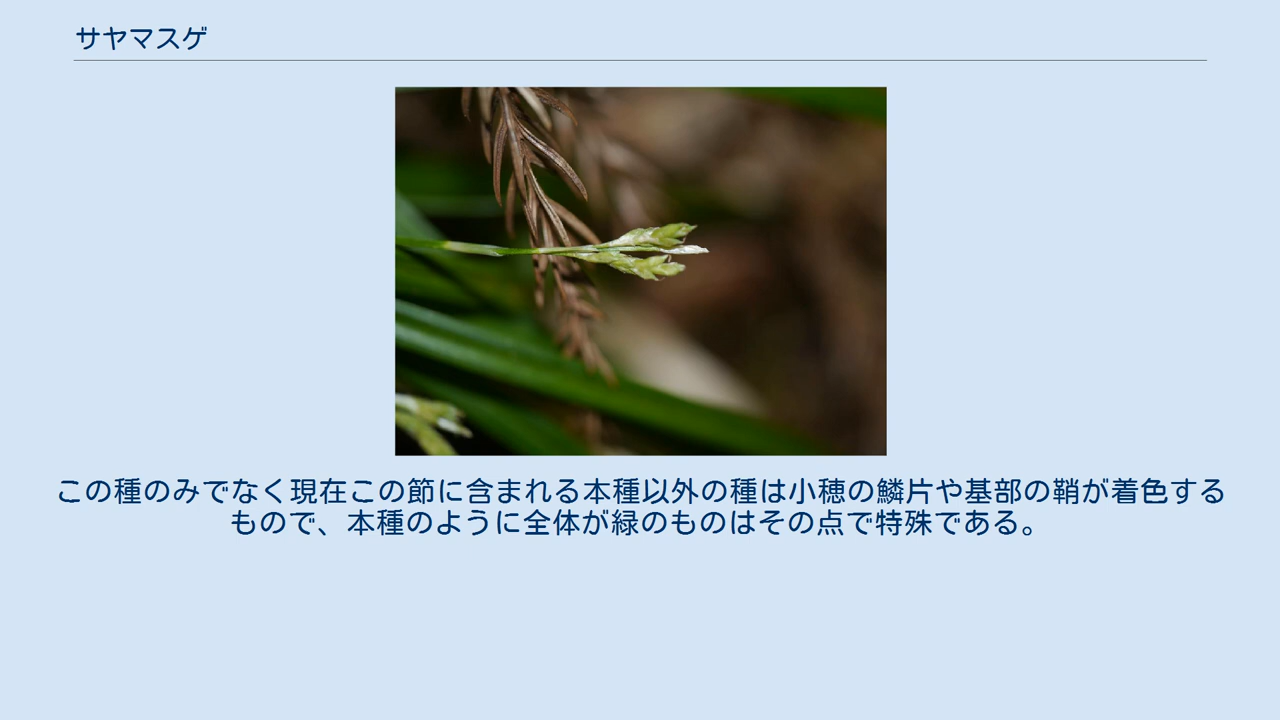 サヤマスゲ
この種のみでなく現在この節に含まれる本種以外の種は小穂の鱗片や基部の鞘が着色する
もので、本種のように全体が緑のものはその点で特殊である。